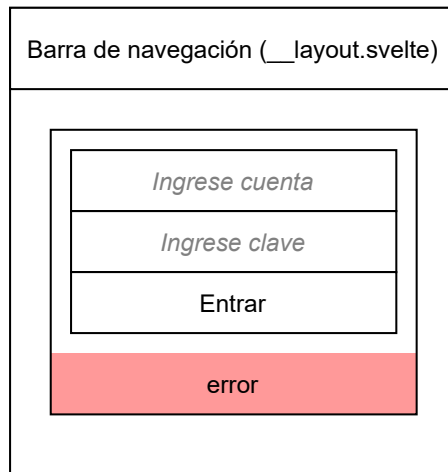 Barra de navegación (__layout.svelte)
Ingrese cuenta
Ingrese clave
Entrar
error